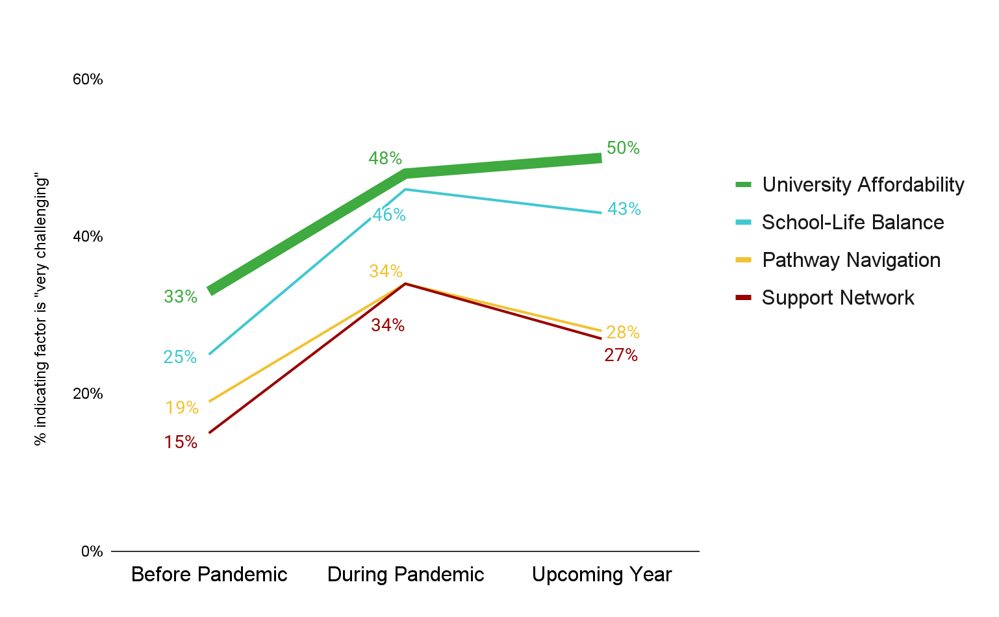 60%
40%
20%
0%
% indicating factor is "very challenging"
33%
48%
50%
25%
46%
43%
19%
34%
28%
15%
34%
27%
Before Pandemic
During Pandemic
Upcoming Year
University Affordability
School-Life Balance
Pathway Navigation
Support Network